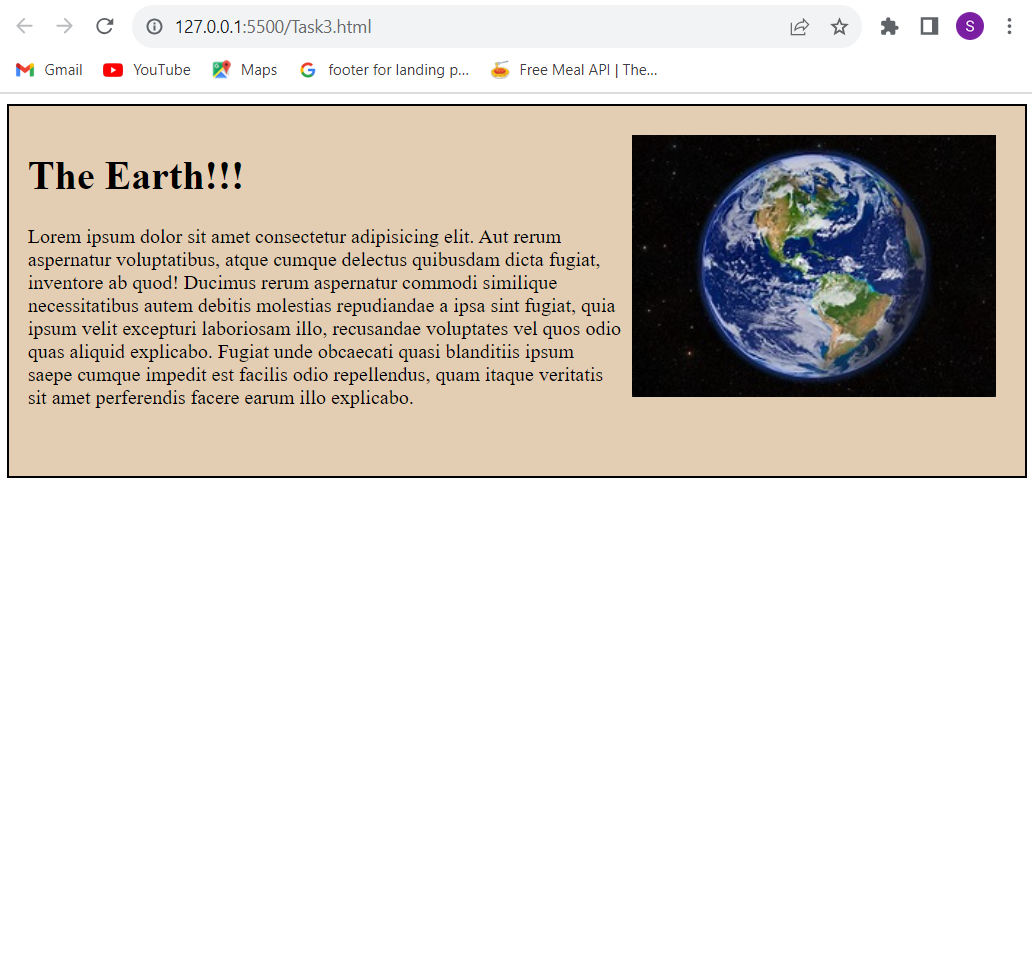 127.0.0.1:5500/Task3.html
S
Gmail YouTube Maps footer for landing p... Free Meal API | The...
The Earth!!!
Lorem ipsum dolor sit amet consectetur adipisicing elit. Aut rerum
aspernatur voluptatibus, atque cumque delectus quibusdam dicta fugiat,
inventore ab quod! Ducimus rerum aspernatur commodi similique
necessitatibus autem debitis molestias repudiandae a ipsa sint fugiat, quia
ipsum velit excepturi laboriosam illo, recusandae voluptates vel quos odio
quas aliquid explicabo. Fugiat unde obcaecati quasi blanditiis ipsum
saepe cumque impedit est facilis odio repellendus, quam itaque veritatis
sit amet perferendis facere earum illo explicabo.